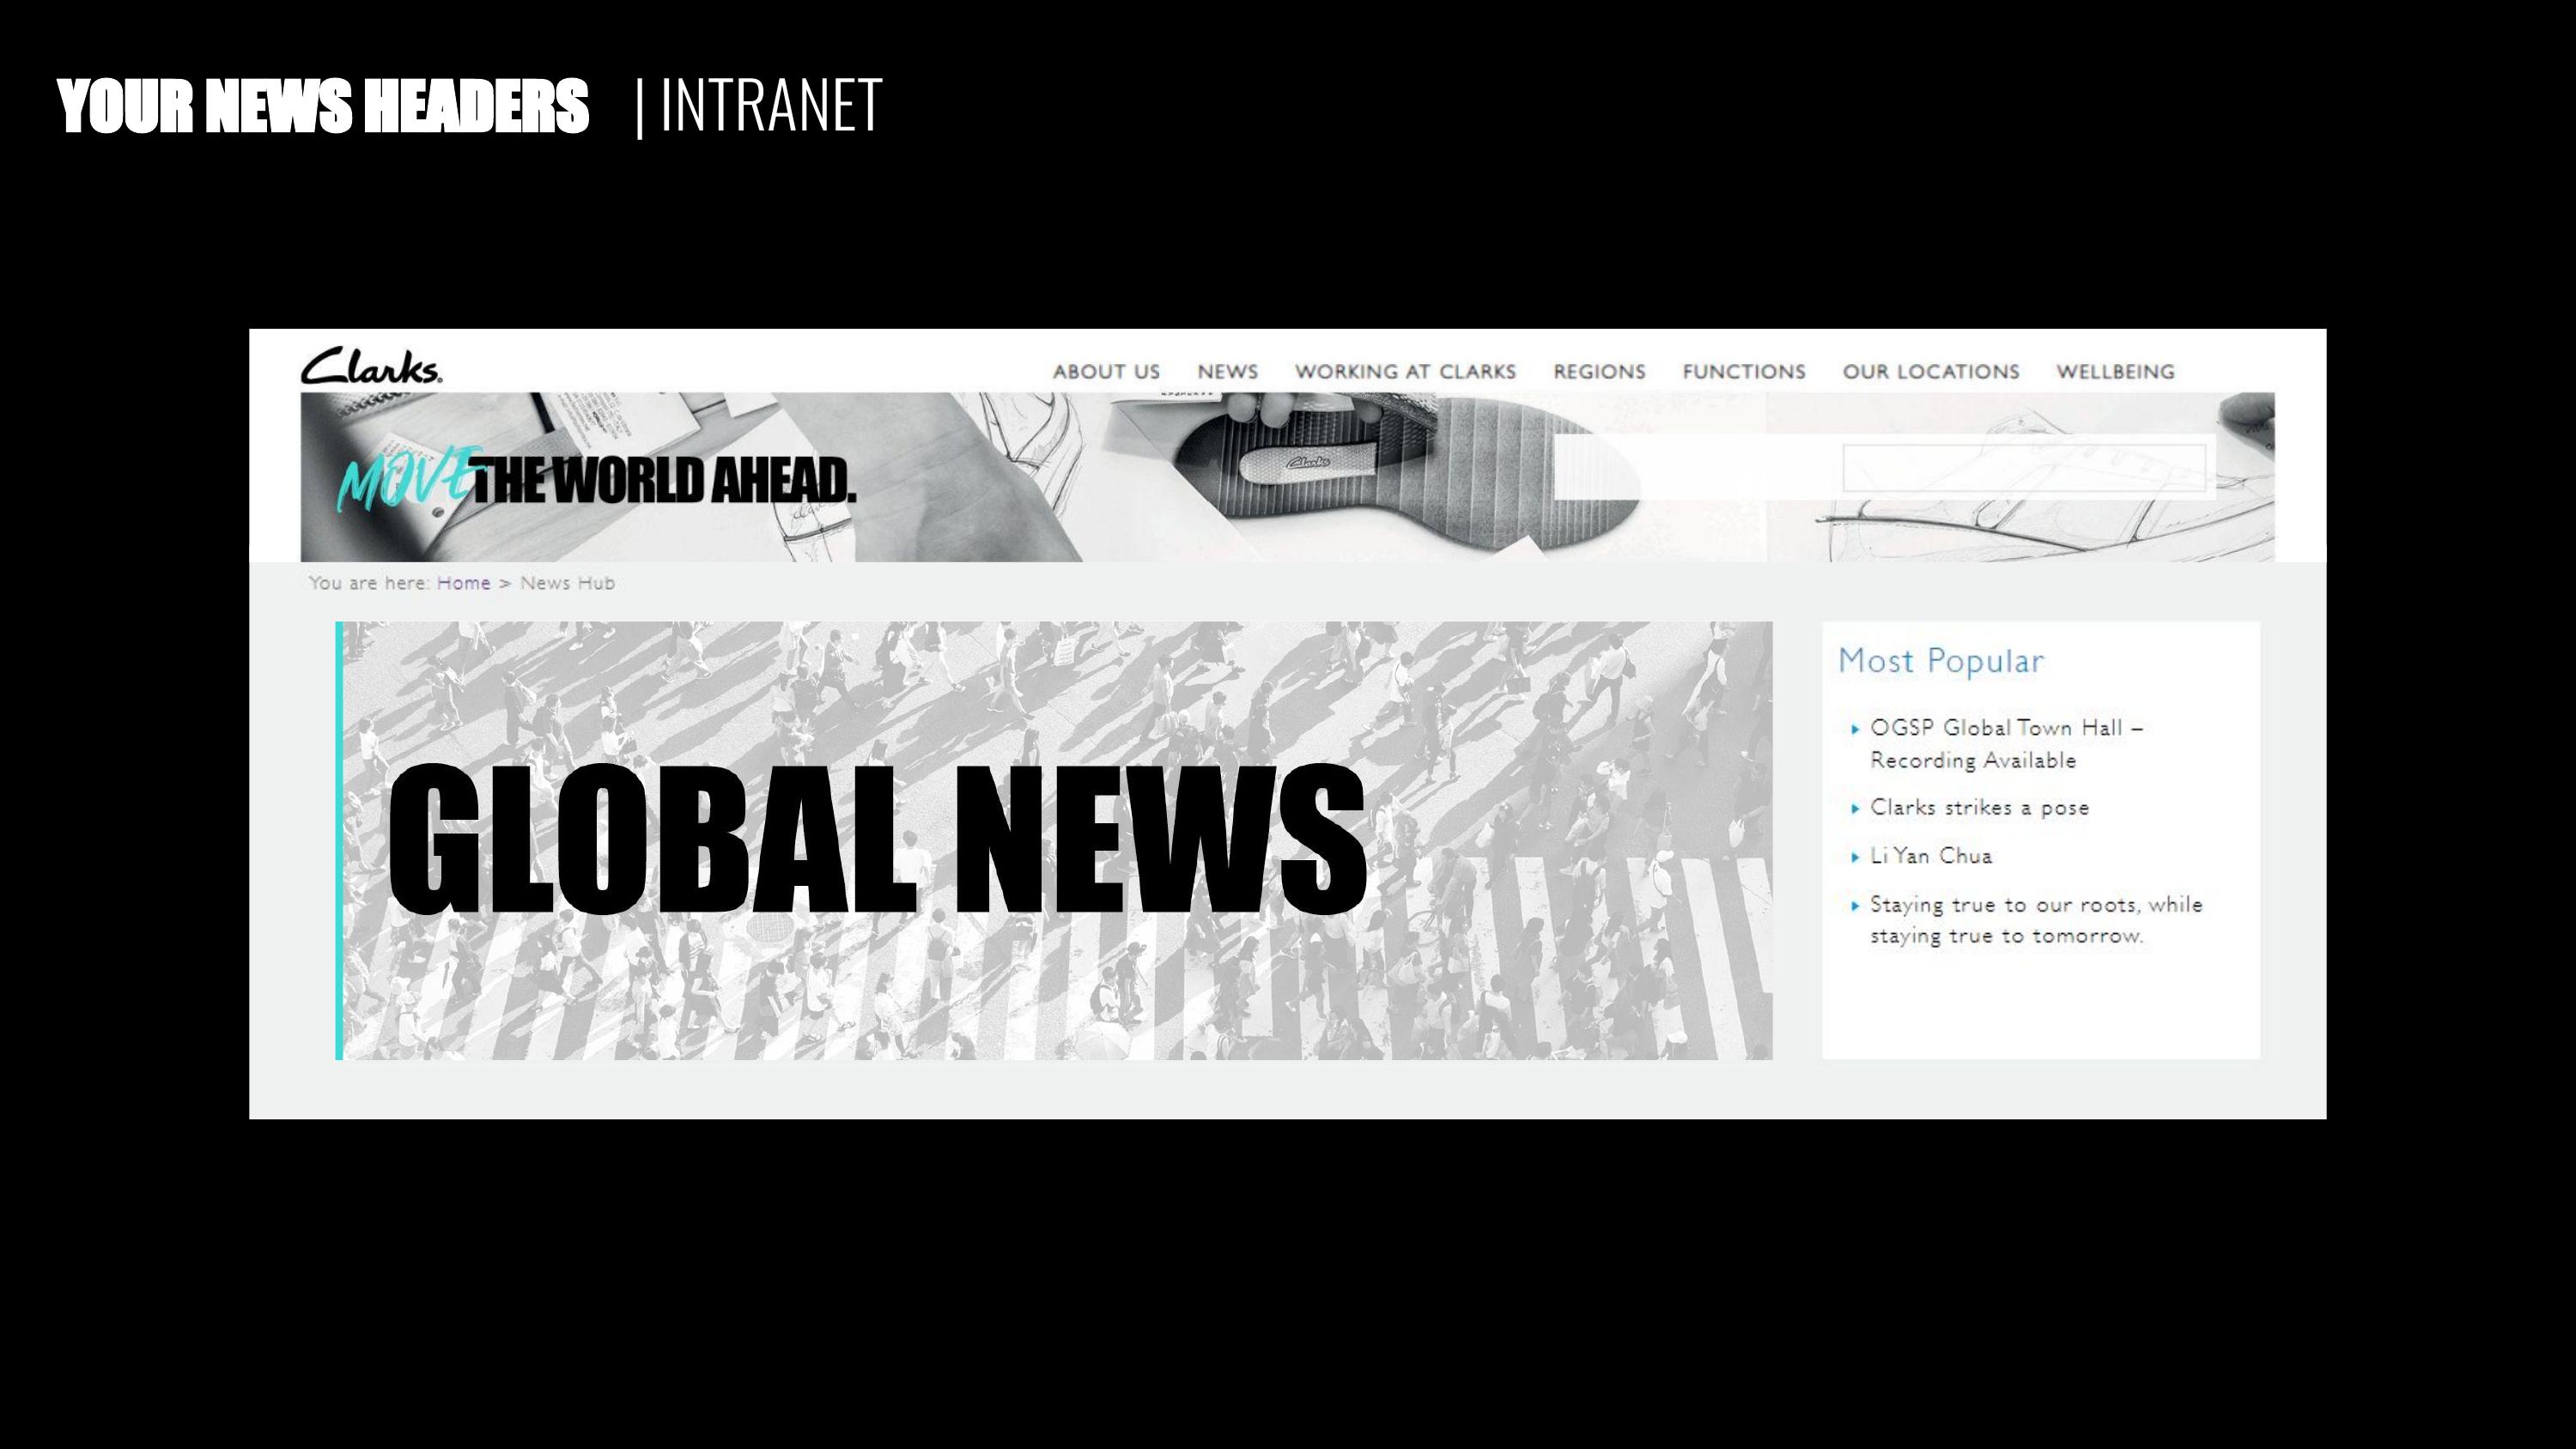 YOUR NEWS HEADERS | INTRANET
Clarks.
ABOUT US NEWS WORKING AT CLARKS REGIONS FUNCTIONS OUR LOCATIONS WELLBEING
MOVE THE WORLD AHEAD.
Clarks
You are here: Home > News Hub
GLOBAL NEWS
Most Popular
OGSP Global Town Hall –
Recording Available
Clarks strikes a pose
Li Yan Chua
Staying true to our roots, while
staying true to tomorrow.